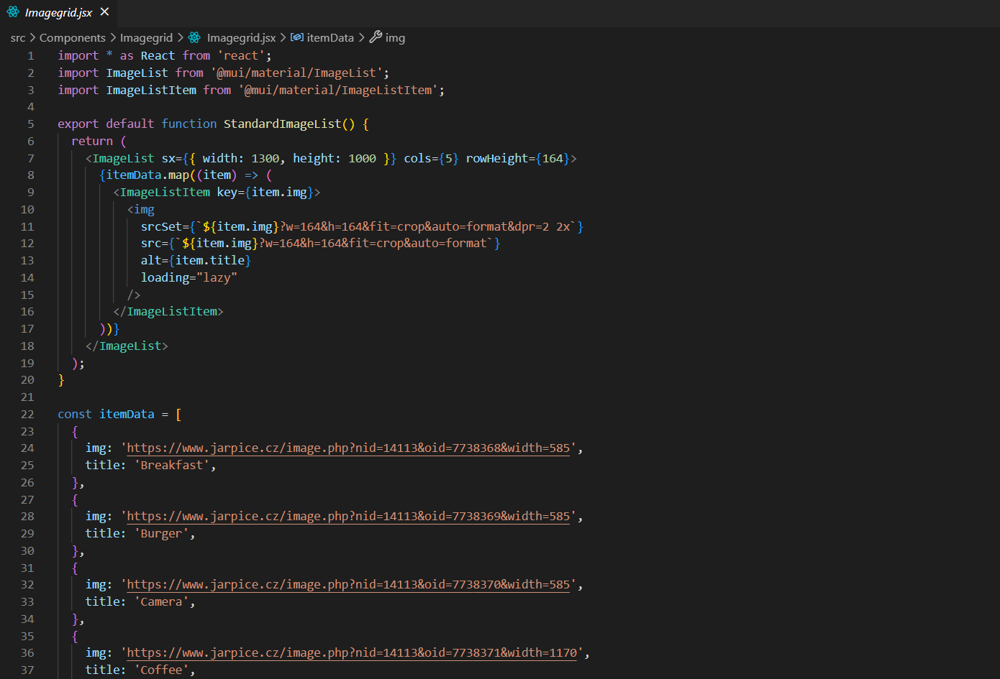 Imagegrid.jsx
src > Components > Imagegrid > Imagegrid.jsx > itemData > img
1 import * as React from 'react';
2 import ImageList from '@mui/material/ImageList';
3 import ImageListItem from '@mui/material/ImageListItem';
4
5 export default function StandardImageList() {
6   return (
7     <ImageList sx={{ width: 1300, height: 1000 }} cols={5} rowHeight={164}>
8       {itemData.map((item) => (
9         <ImageListItem key={item.img}>
10           <img
11             srcSet={`${item.img}?w=164&h=164&fit=crop&auto=format&dpr=2 2x`}
12             src={`${item.img}?w=164&h=164&fit=crop&auto=format`}
13             alt={item.title}
14             loading="lazy"
15           />
16         </ImageListItem>
17       ))}
18     </ImageList>
19   );
20 }
21
22 const itemData = [
23   {
24     img: 'https://www.jarpice.cz/image.php?nid=14113&oid=7738368&width=585',
25     title: 'Breakfast',
26   },
27   {
28     img: 'https://www.jarpice.cz/image.php?nid=14113&oid=7738369&width=585',
29     title: 'Burger',
30   },
31   {
32     img: 'https://www.jarpice.cz/image.php?nid=14113&oid=7738370&width=585',
33     title: 'Camera',
34   },
35   {
36     img: 'https://www.jarpice.cz/image.php?nid=14113&oid=7738371&width=1170',
37     title: 'Coffee',